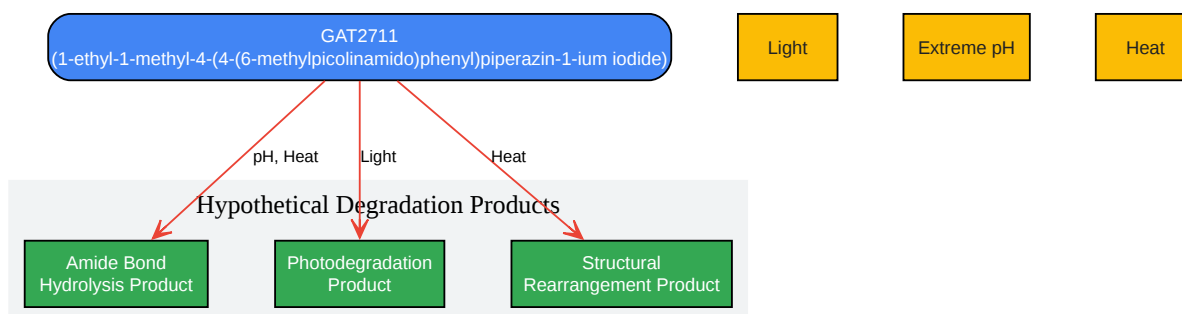 GAT2711
(1-ethyl-1-methyl-4-(4-(6-methylpicolinamido)phenyl)piperazin-1-ium iodide)
Light
Extreme pH
Heat
pH, Heat
Light
Heat
Hypothetical Degradation Products
Amide Bond
Hydrolysis Product
Photodegradation
Product
Structural
Rearrangement Product